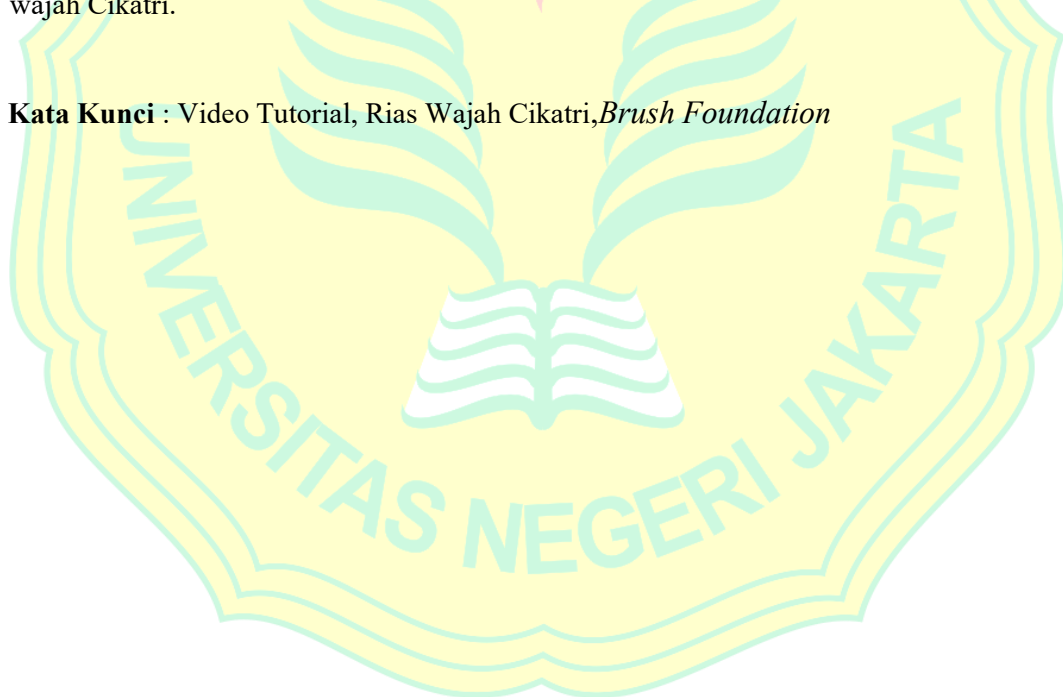 wajah Cikatri.
Kata Kunci : Video Tutorial, Rias Wajah Cikatri,Brush Foundation
UNIVERSITAS NEGERI JAKARTA